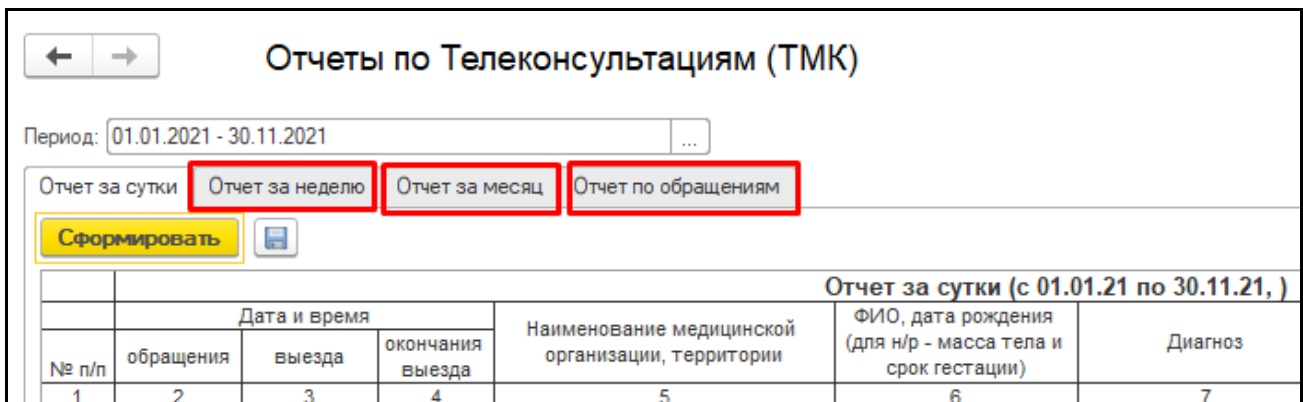 Отчеты по Телеконсультациям (ТМК)
Период: 01.01.2021 - 30.11.2021 ...
Отчет за сутки Отчет за неделю Отчет за месяц Отчет по обращениям
Сформировать
Отчет за сутки (с 01.01.21 по 30.11.21, )
№ п/п
Дата и время
обращения
выезда
окончания
выезда
Наименование медицинской
организации, территории
ФИО, дата рождения
(для н/р - масса тела и
срок гестации)
Диагноз
1 2 3 4 5 6 7